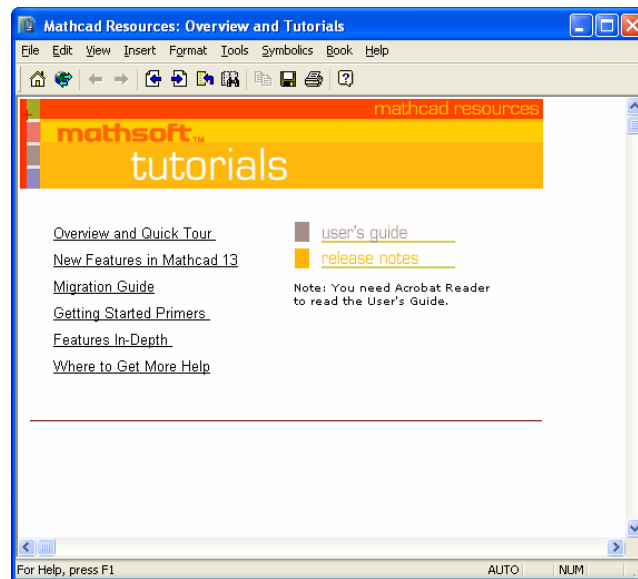 Mathcad Resources: Overview and Tutorials
File Edit View Insert Format Tools Symbolics Book Help
mathcad resources
mathsoft™
tutorials
Overview and Quick Tour
New Features in Mathcad 13
Migration Guide
Getting Started Primers
Features In-Depth
Where to Get More Help
user's guide
release notes
Note: You need Acrobat Reader
to read the User's Guide.
For Help, press F1 AUTO NUM